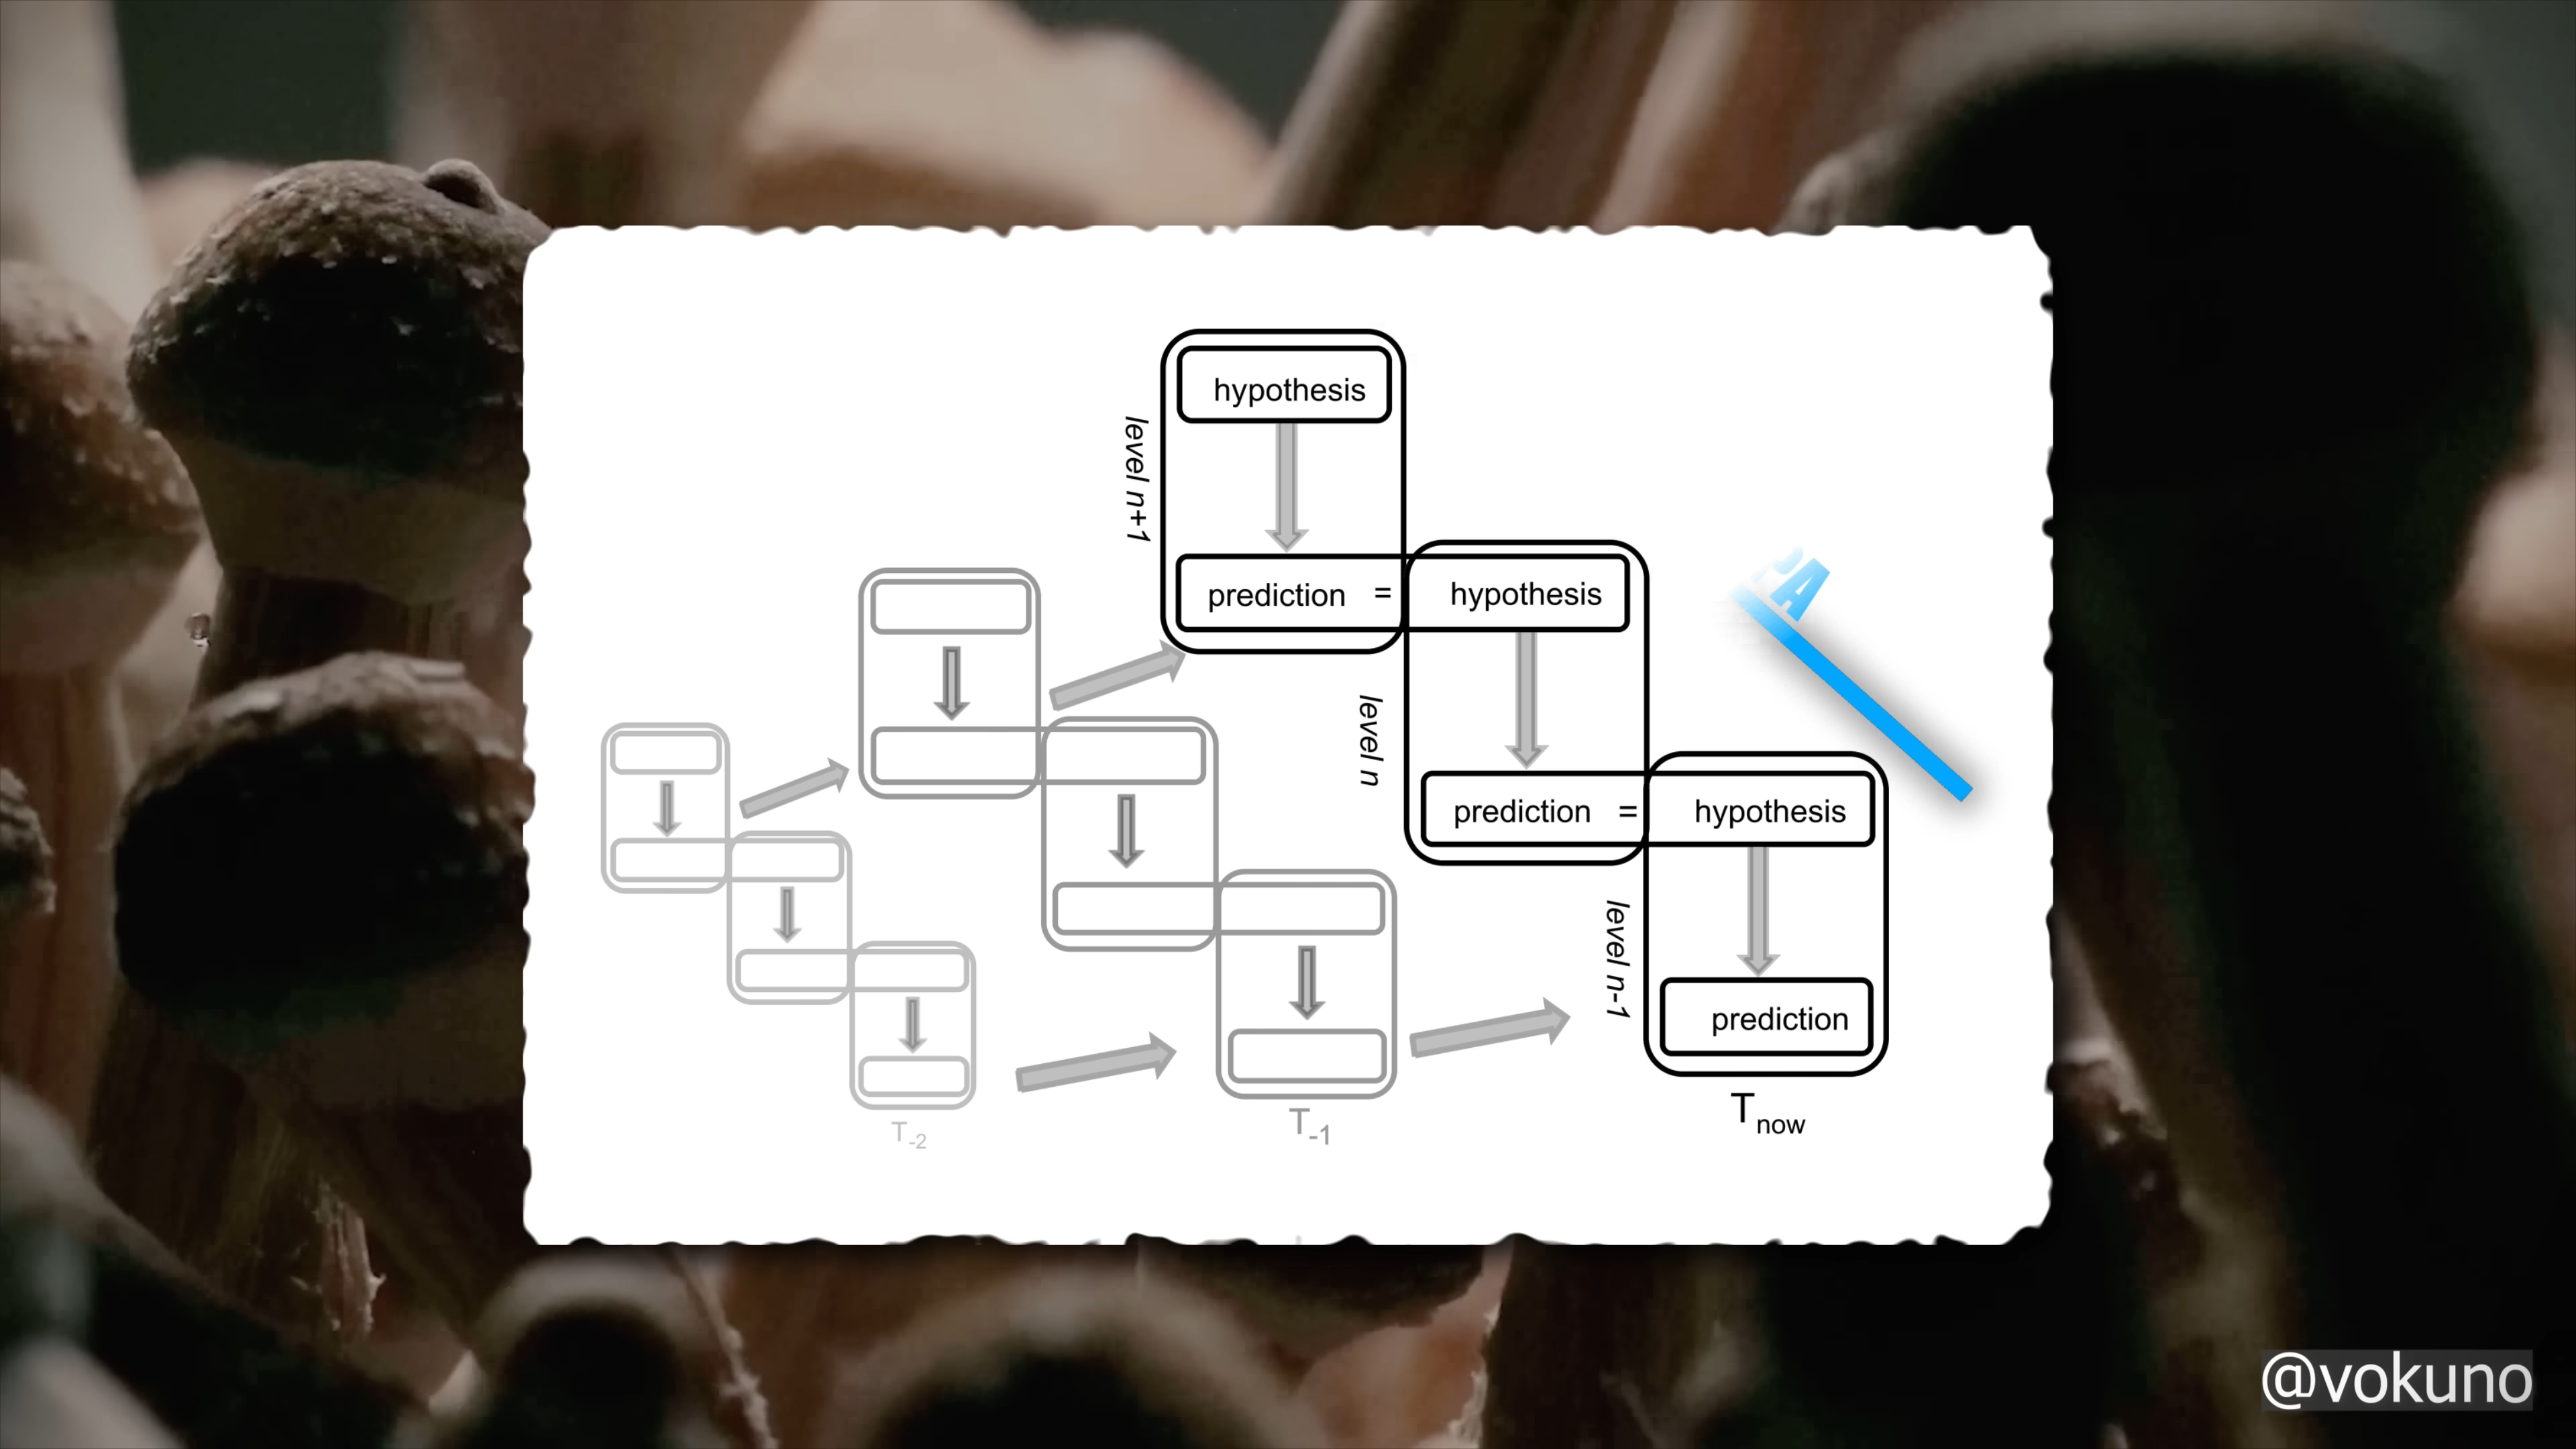 hypothesis
level n+1
prediction = hypothesis
level n
prediction = hypothesis
level n-1
prediction
T-2
T-1
Tnow
@vokuno